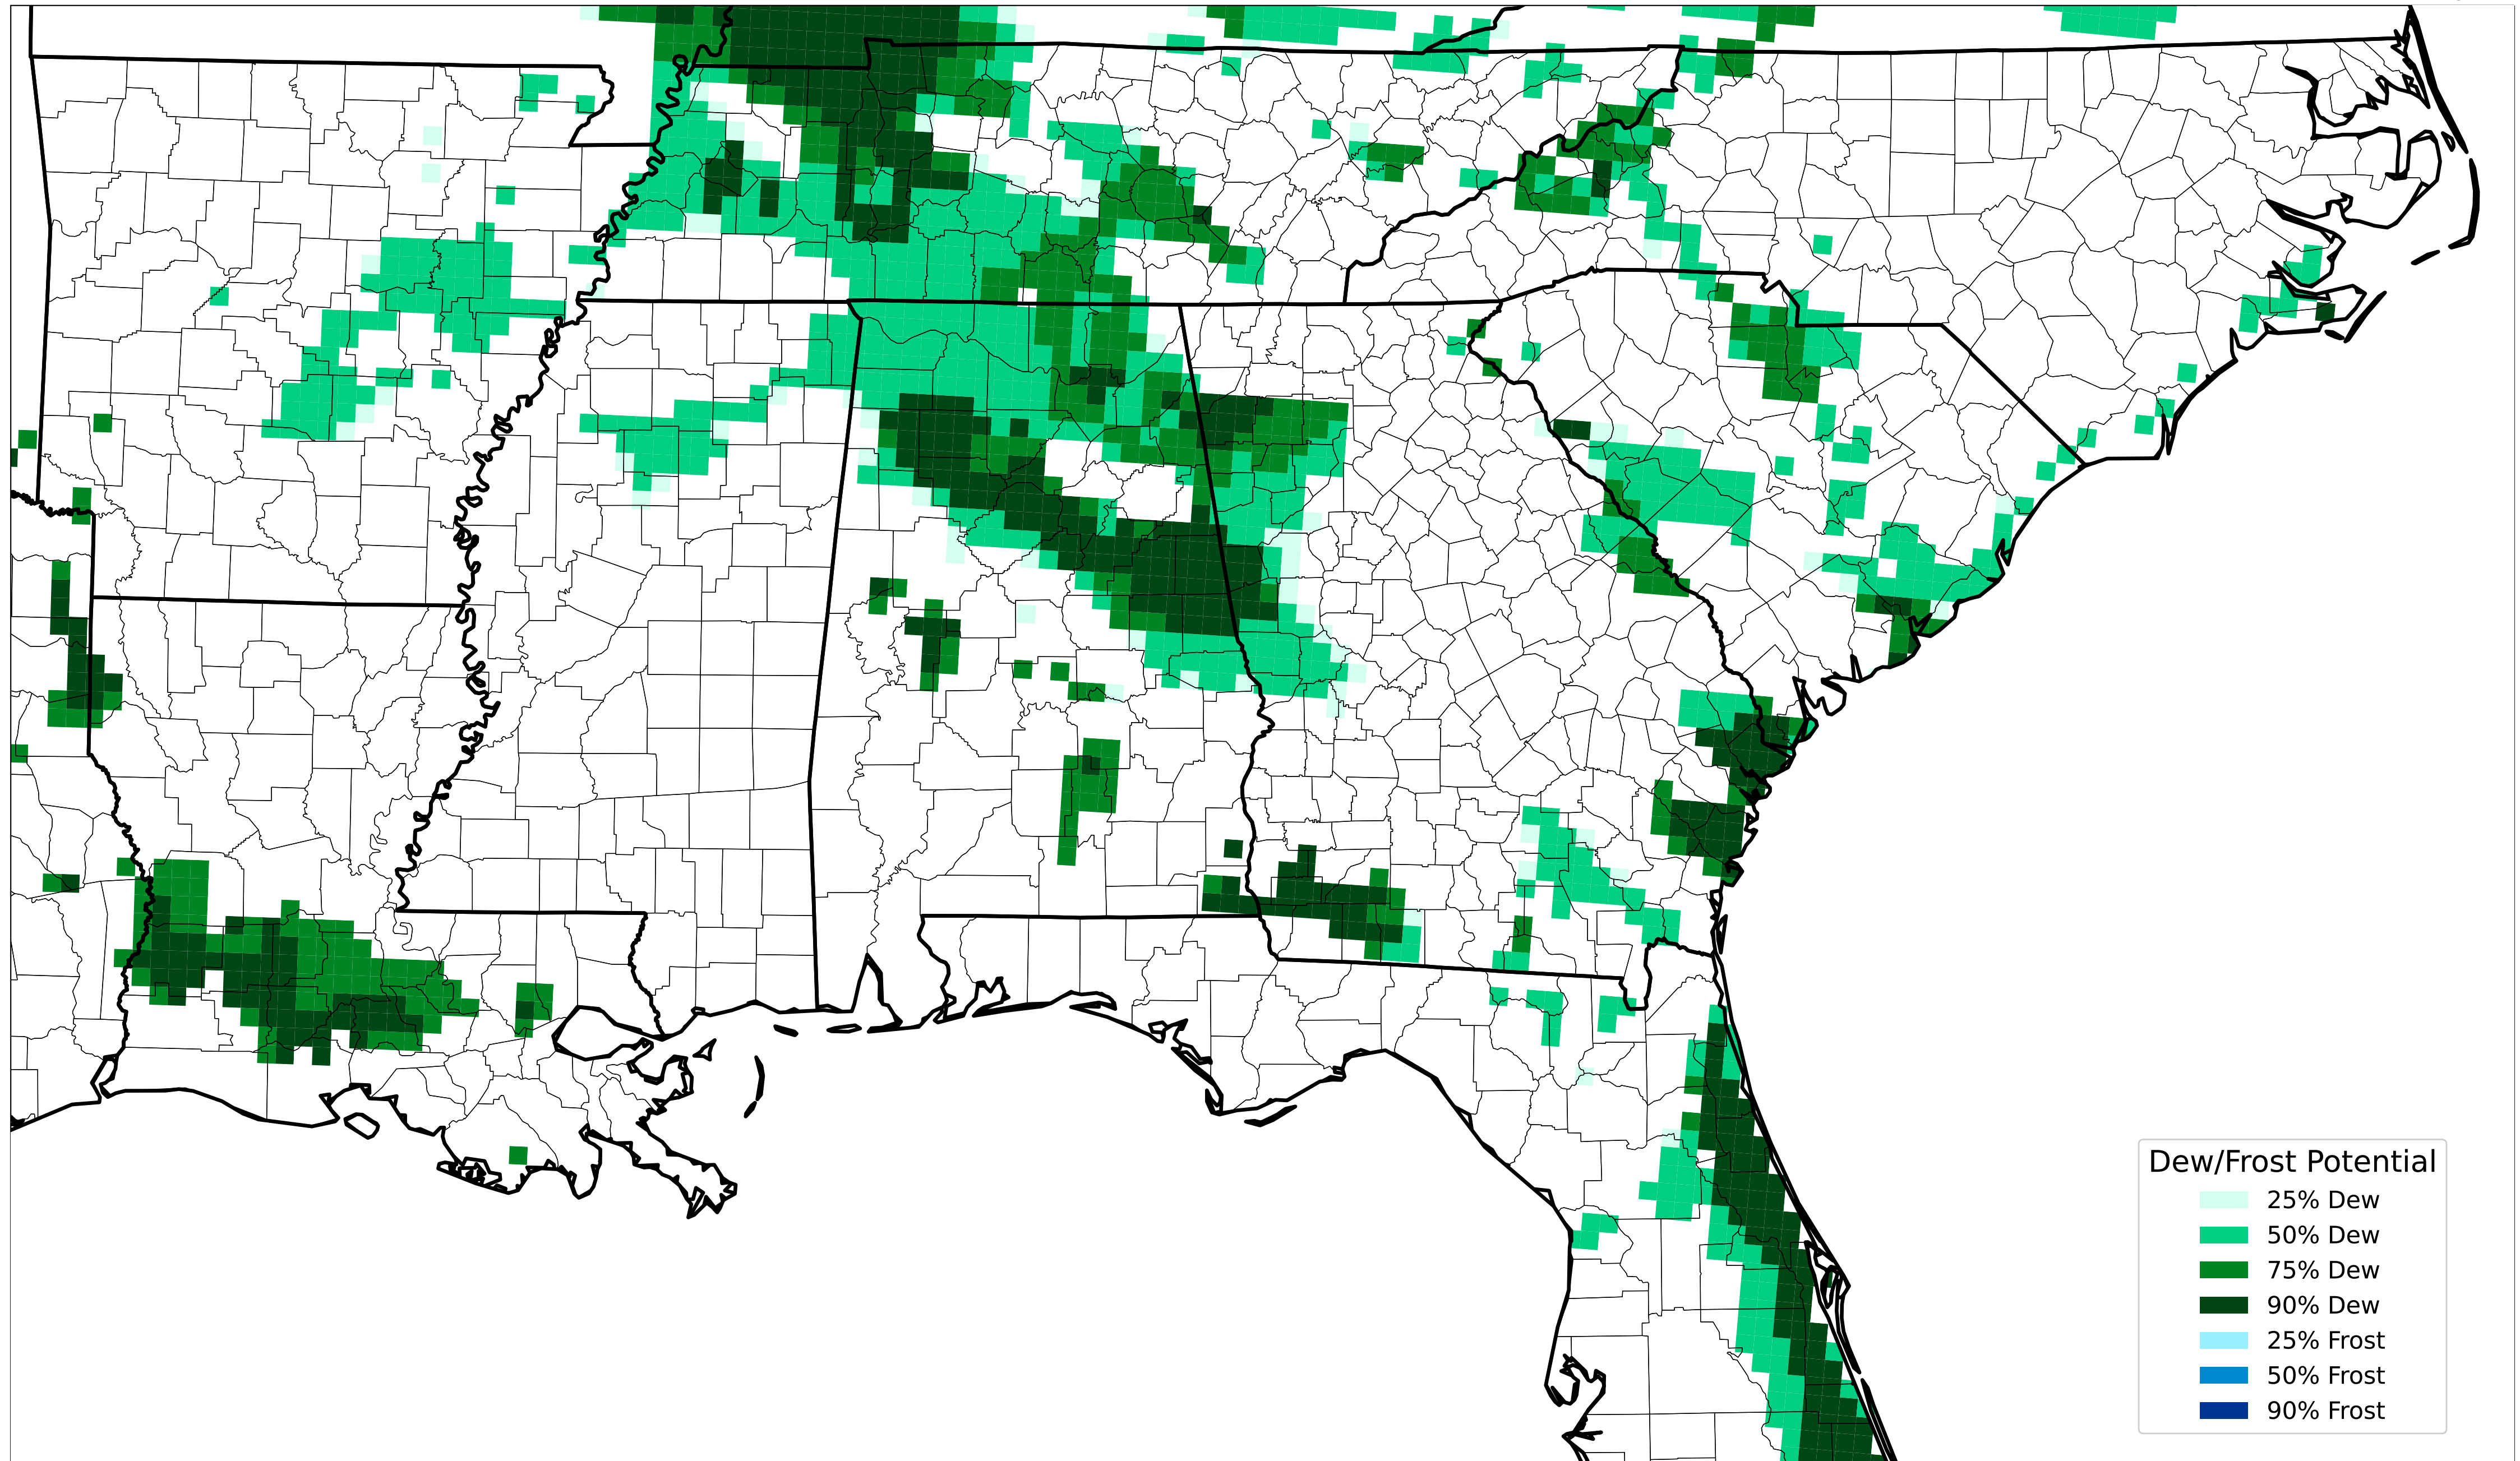 Dew/Frost Potential
25% Dew
50% Dew
75% Dew
90% Dew
25% Frost
50% Frost
90% Frost